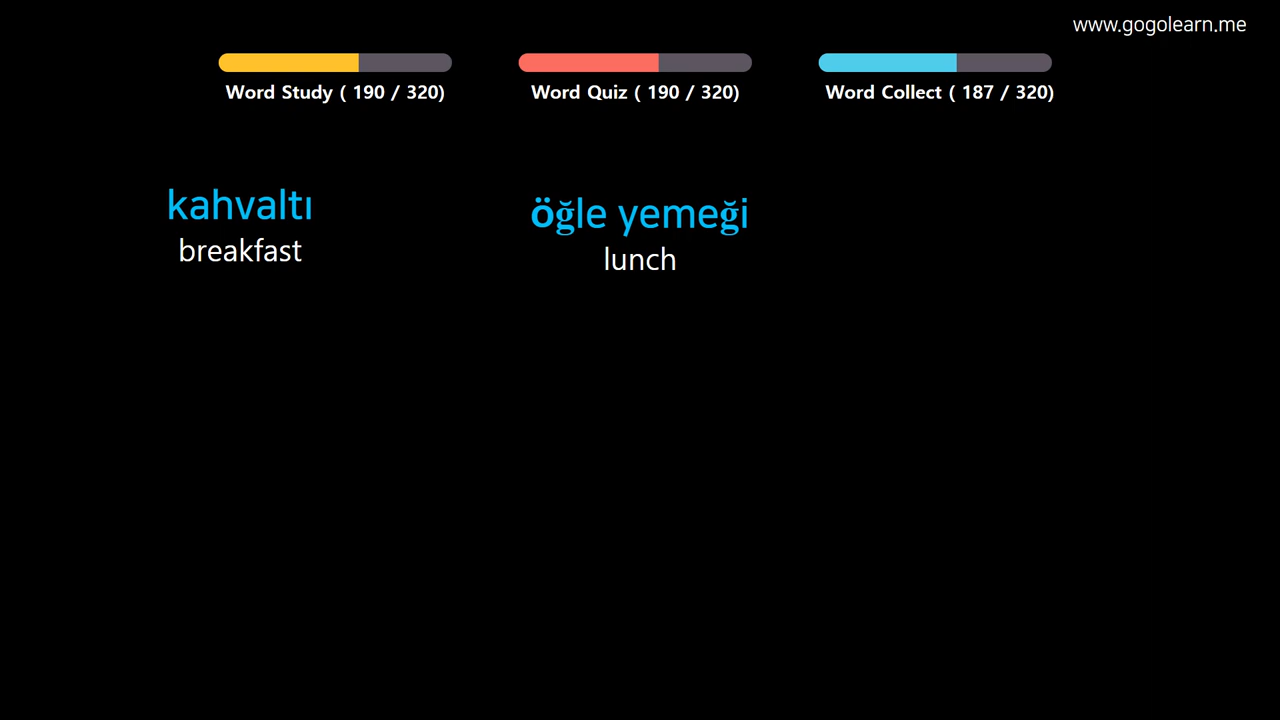 www.gogolearn.me
Word Study ( 190 / 320)
Word Quiz ( 190 / 320)
Word Collect ( 187 / 320)
kahvaltı
breakfast
öğle yemeği
lunch